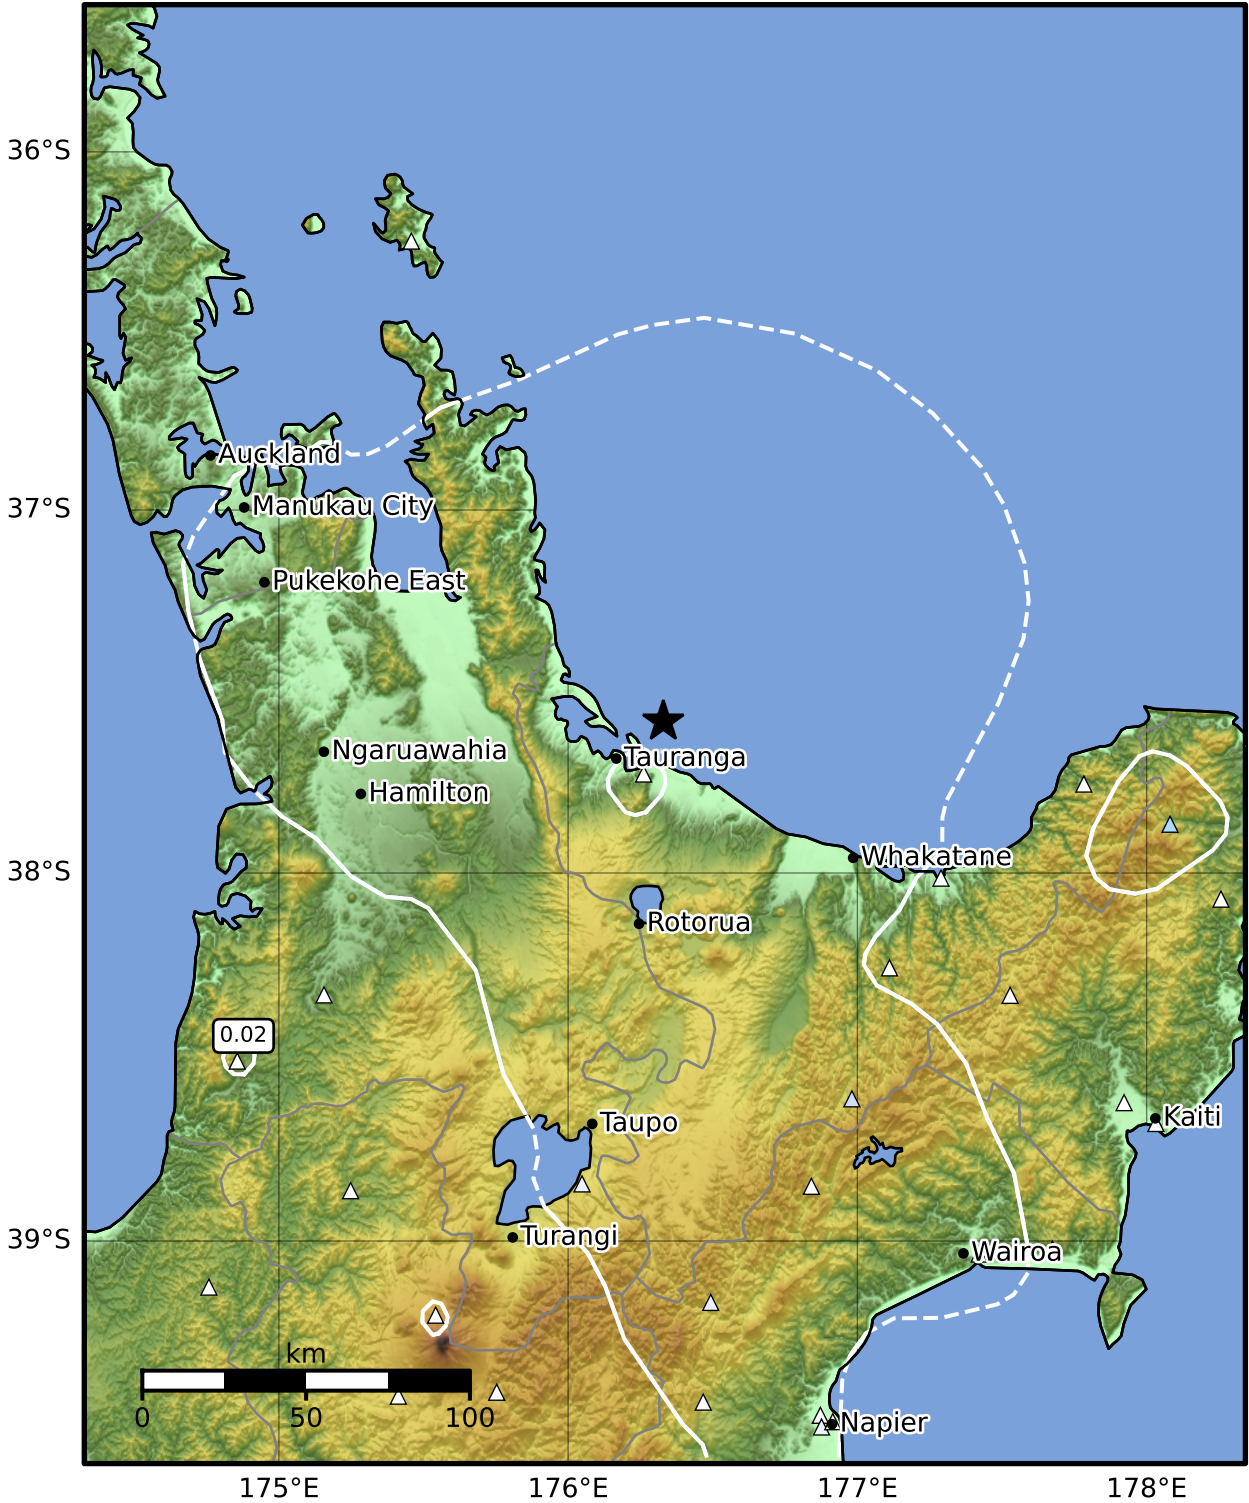 36°S
Auckland
Manukau City
37°S
Pukekohe East
Ngaruawahia
Tauranga
Hamilton
Whakatane
38°S
Rotorua
0.02
Taupo
Kaiti
39°S
Turangi
Wairoa
km
0 50 100
Napier
175°E 176°E 177°E 178°E